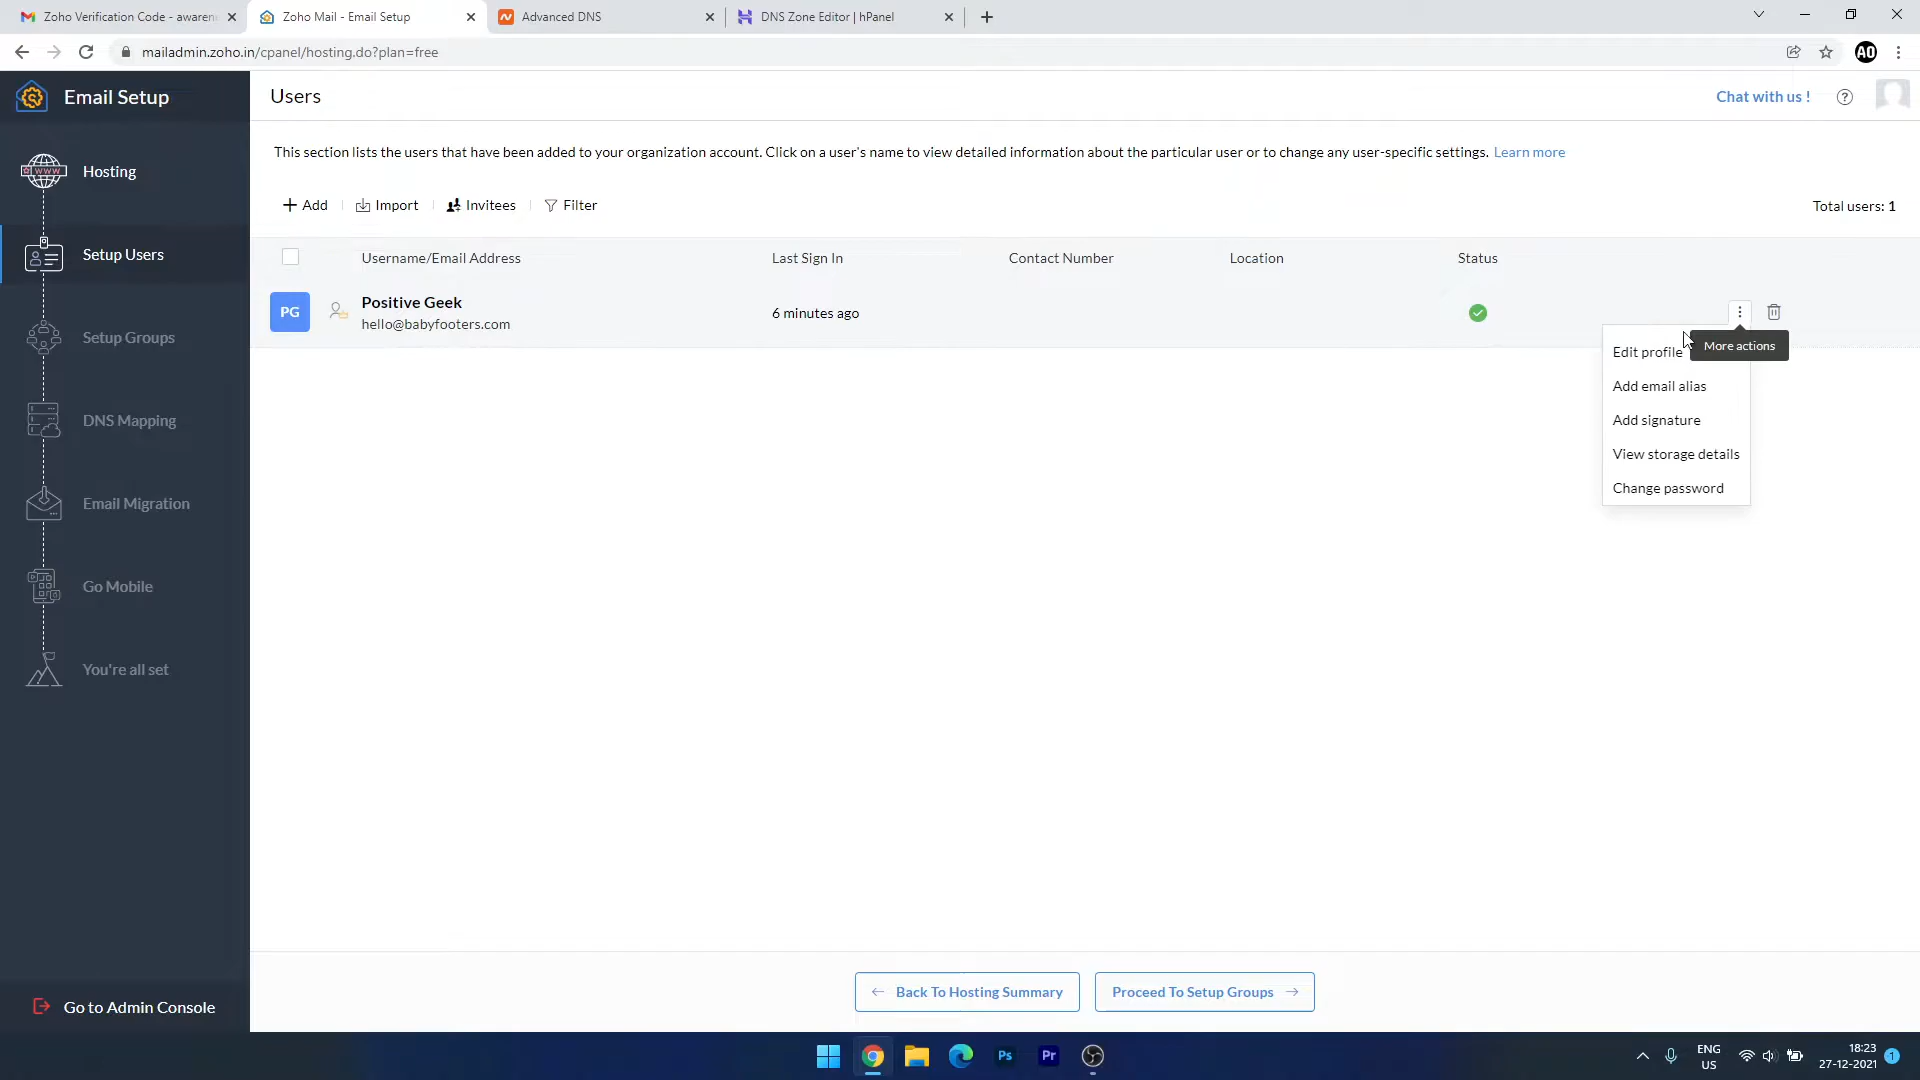 Zoho Verification Code - awaren
Zoho Mail - Email Setup
Advanced DNS
DNS Zone Editor | hPanel
mailadmin.zoho.in/cpanel/hosting.do?plan=free
AO
Email Setup
Users
Chat with us !
?
This section lists the users that have been added to your organization account. Click on a user's name to view detailed information about the particular user or to change any user-specific settings. Learn more
Hosting
WWW
Add
Import
Invitees
Filter
Total users: 1
Setup Users
Username/Email Address
Last Sign In
Contact Number
Location
Status
PG
Positive Geek
hello@babyfooters.com
6 minutes ago
More actions
Edit profile
Add email alias
Add signature
View storage details
Change password
Setup Groups
DNS Mapping
Email Migration
Go Mobile
You're all set
Back To Hosting Summary
Proceed To Setup Groups
Go to Admin Console
Ps
Pr
ENG
US
18:23
27-12-2021
1